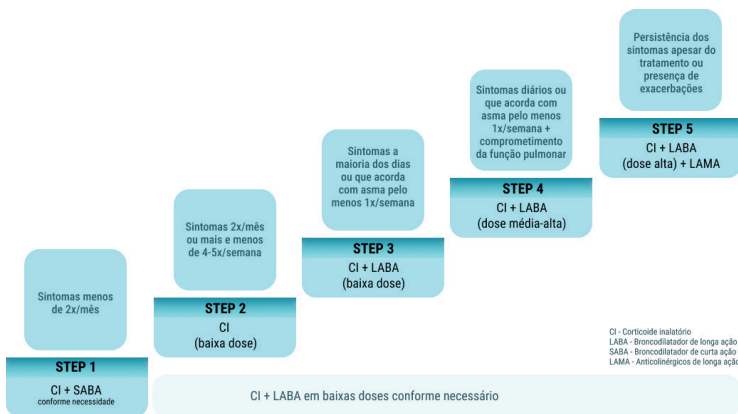 Sintomas menos
de 2x/mês
STEP 1
CI + SABA
conforme necessidade
Sintomas 2x/mês
ou mais e menos
de 4-5x/semana
STEP 2
CI
(baixa dose)
Sintomas a
maioria dos dias
ou que acorda
com asma pelo
menos 1x/semana
STEP 3
CI + LABA
(baixa dose)
Sintomas diários ou
que acorda com
asma pelo menos
1x/semana +
comprometimento
da função pulmonar
STEP 4
CI + LABA
(dose média-alta)
Persistência dos
sintomas apesar do
tratamento ou
presença de
exacerbações
STEP 5
CI + LABA
(dose alta) + LAMA
CI + LABA em baixas doses conforme necessário
CI - Corticoide inalatório
LABA - Broncodilatador de longa ação
SABA - Broncodilatador de curta ação
LAMA - Anticolinérgicos de longa ação